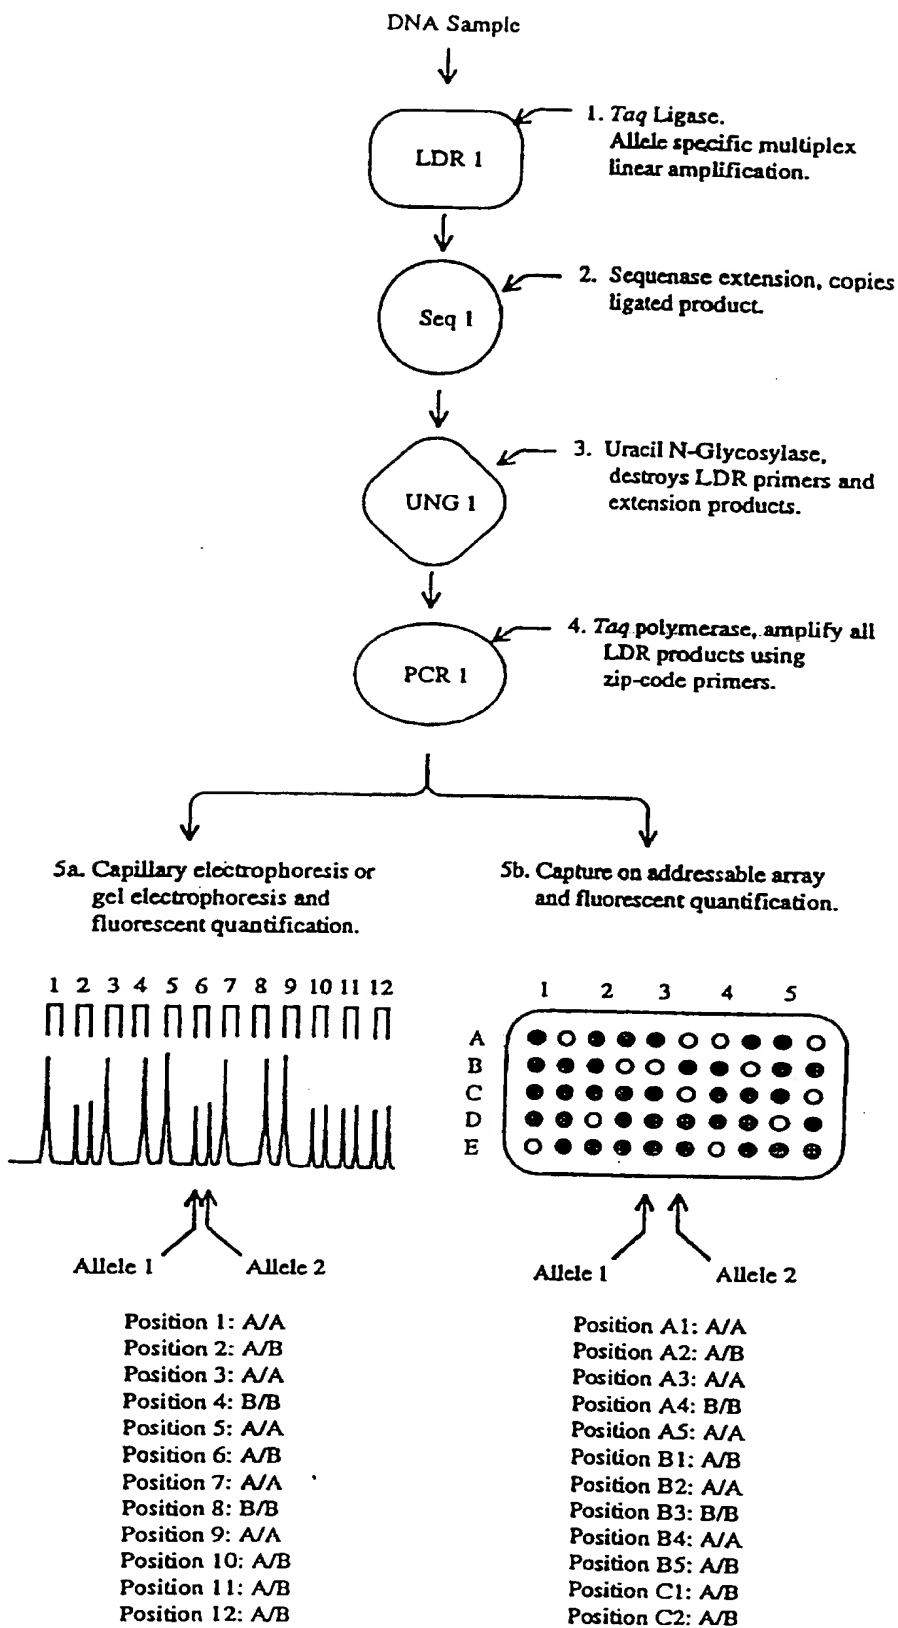 DNA Sample
LDR 1
1. Taq Ligase.
Allele specific multiplex
linear amplification.
Seq 1
2. Sequenase extension, copies
ligated product.
UNG 1
3. Uracil N-Glycosylase,
destroys LDR primers and
extension products.
PCR 1
4. Taq polymerase, amplify all
LDR products using
zip-code primers.
5a. Capillary electrophoresis or
gel electrophoresis and
fluorescent quantification.
1 2 3 4 5 6 7 8 9 10 11 12
Allele 1 Allele 2
Position 1: A/A
Position 2: A/B
Position 3: A/A
Position 4: B/B
Position 5: A/A
Position 6: A/B
Position 7: A/A
Position 8: B/B
Position 9: A/A
Position 10: A/B
Position 11: A/B
Position 12: A/B
5b. Capture on addressable array
and fluorescent quantification.
1 2 3 4 5
A
B
C
D
E
Allele 1 Allele 2
Position A1: A/A
Position A2: A/B
Position A3: A/A
Position A4: B/B
Position A5: A/A
Position B1: A/B
Position B2: A/A
Position B3: B/B
Position B4: A/A
Position B5: A/B
Position C1: A/B
Position C2: A/B